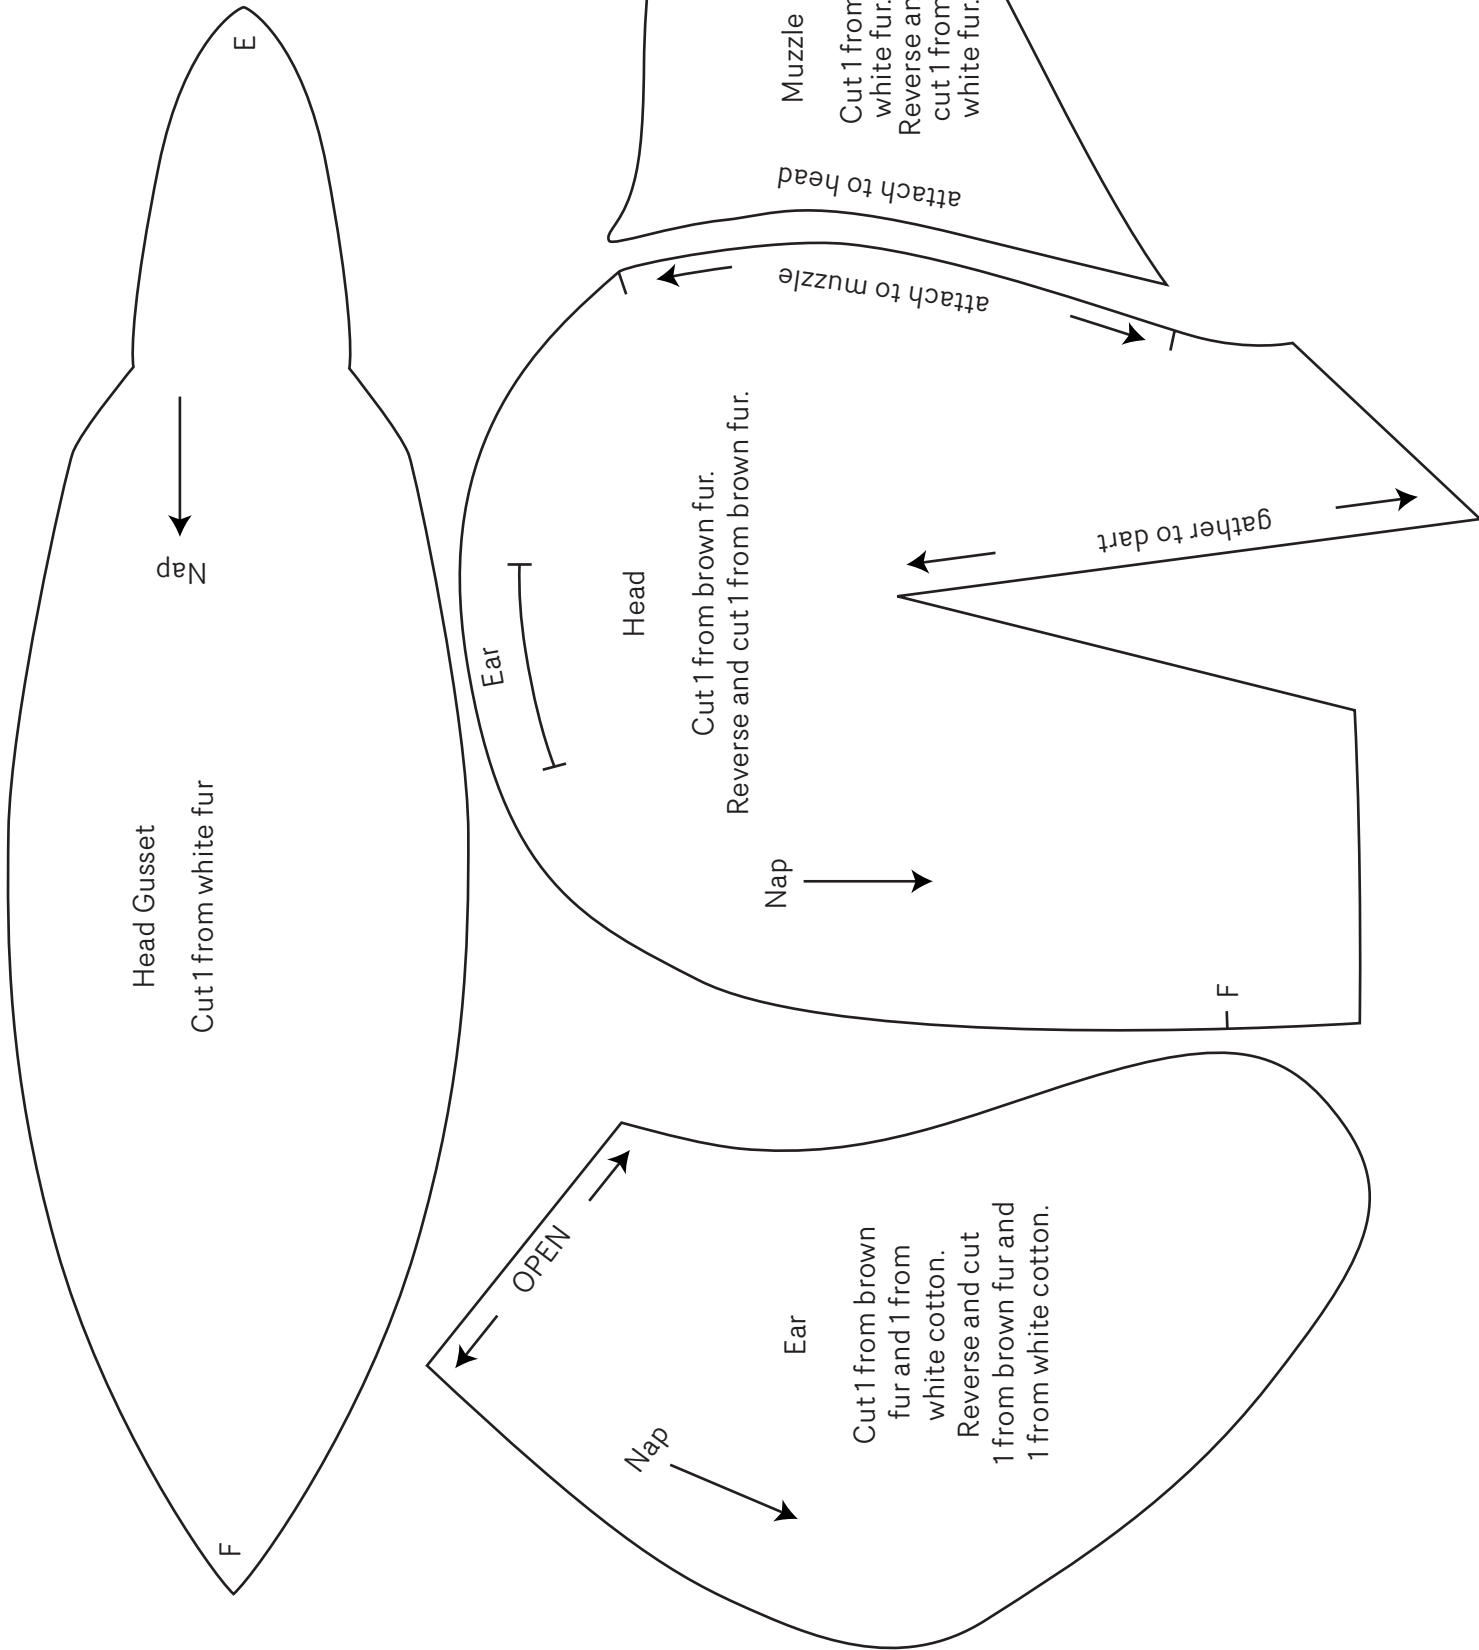 E
Nap
Head Gusset
Cut 1 from white fur
F
Muzzle
Cut 1 from
white fur.
Reverse an
cut 1 from
white fur.
attach to head
attach to muzzle
Ear
Head
Cut 1 from brown fur.
Reverse and cut 1 from brown fur.
gather to dart
Nap
F
OPEN
Nap
Ear
Cut 1 from brown
fur and 1 from
white cotton.
Reverse and cut
1 from brown fur and
1 from white cotton.